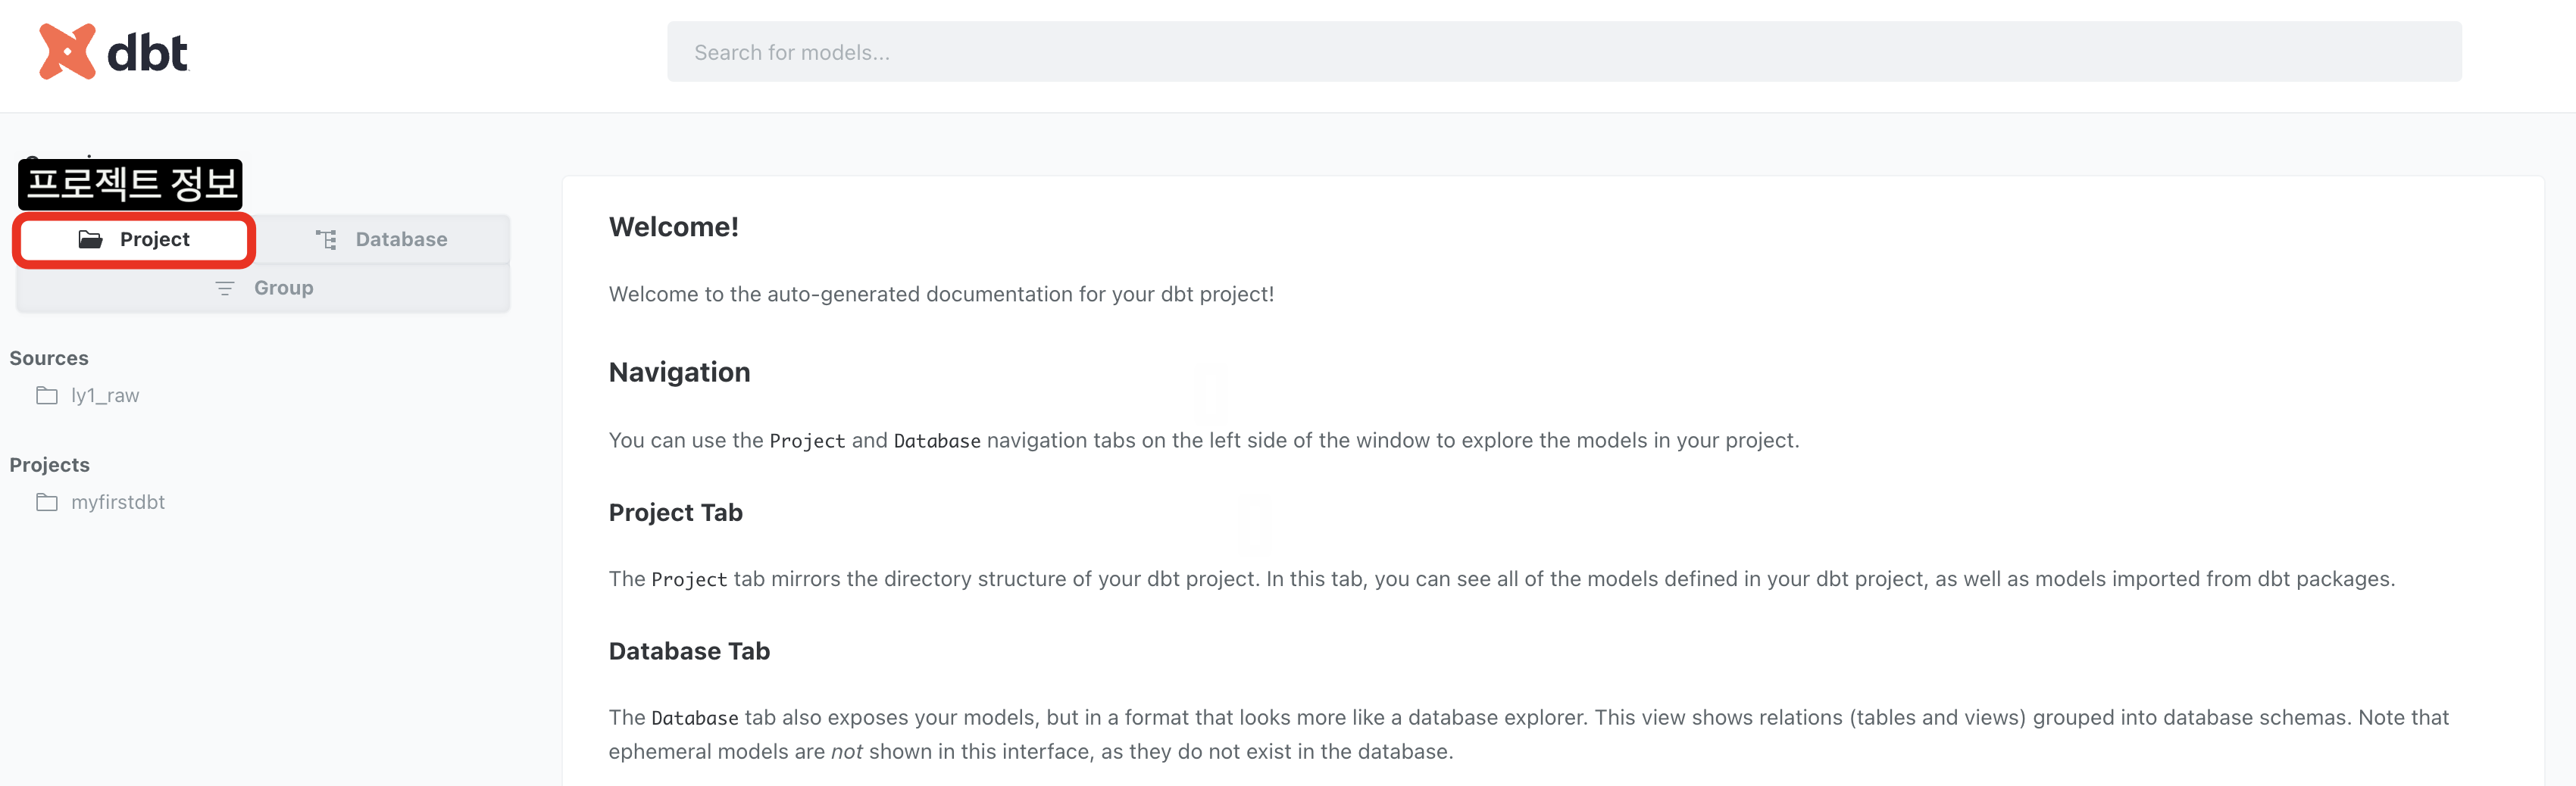 dbt
Search for models...
프로젝트 정보
Project
Database
Group
Sources
ly1_raw
Projects
myfirstdbt
Welcome!
Welcome to the auto-generated documentation for your dbt project!
Navigation
You can use the Project and Database navigation tabs on the left side of the window to explore the models in your project.
Project Tab
The Project tab mirrors the directory structure of your dbt project. In this tab, you can see all of the models defined in your dbt project, as well as models imported from dbt packages.
Database Tab
The Database tab also exposes your models, but in a format that looks more like a database explorer. This view shows relations (tables and views) grouped into database schemas. Note that
ephemeral models are not shown in this interface, as they do not exist in the database.